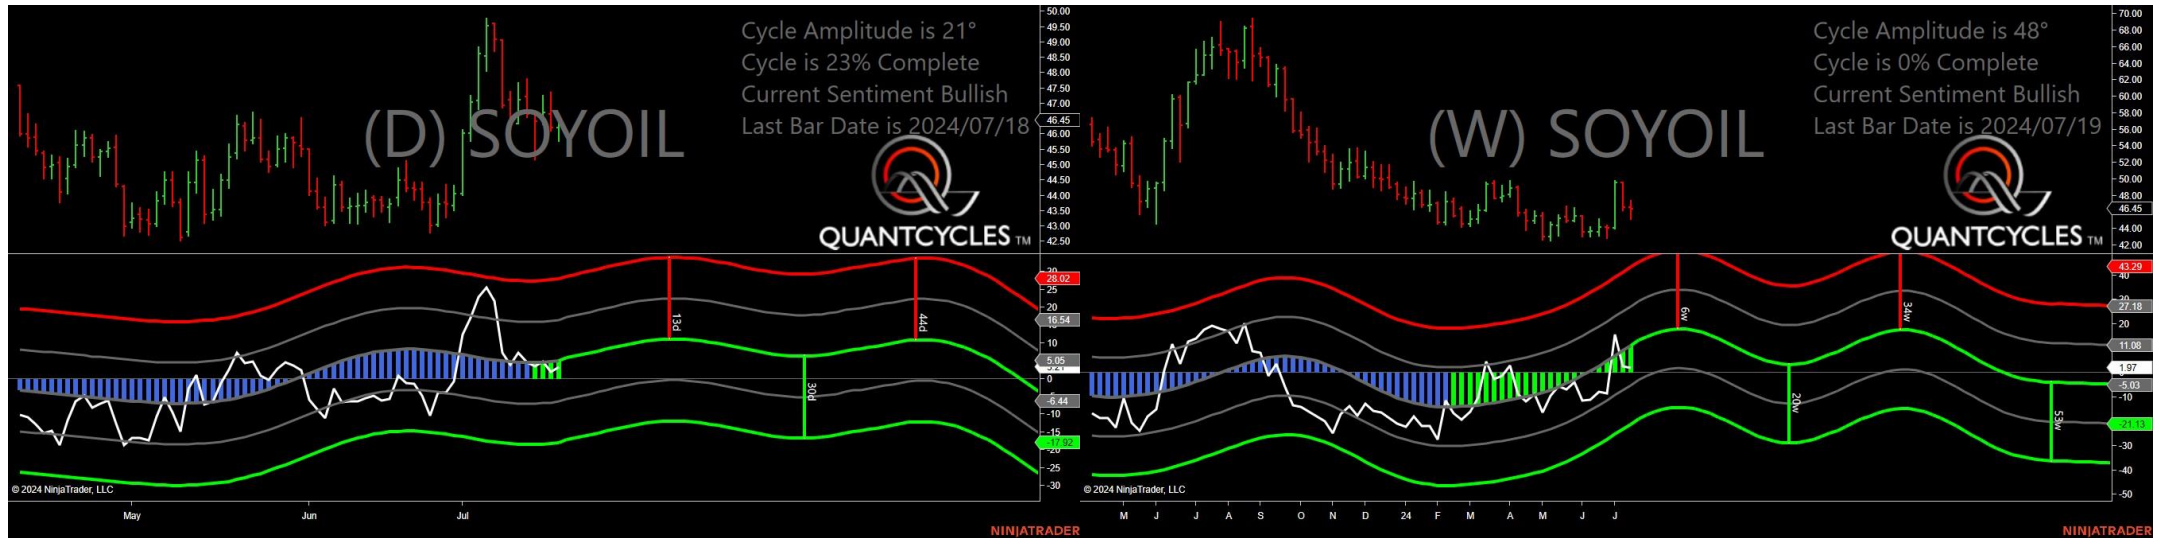 Cycle Amplitude is 21°
Cycle is 23% Complete
Current Sentiment Bullish
Last Bar Date is 2024/07/18
(D) SOYOIL
QUANTCYCLES TM
50.00
49.50
49.00
48.50
48.00
47.50
47.00
46.45
46.00
45.50
45.00
44.50
44.00
43.50
43.00
42.50
28.02
25
20
16.54
10
5.05
0
-6.44
-10
-15
-17.92
-20
-25
-30
13d
30d
44d
© 2024 NinjaTrader, LLC
May
Jun
Jul
NINJATRADER
Cycle Amplitude is 48°
Cycle is 0% Complete
Current Sentiment Bullish
Last Bar Date is 2024/07/19
(W) SOYOIL
QUANTCYCLES TM
70.00
68.00
66.00
64.00
62.00
60.00
58.00
56.00
54.00
52.00
50.00
48.00
46.45
44.00
42.00
43.29
40
27.18
20
11.08
1.97
-5.03
-10
-21.13
-30
-40
-50
6w
20w
34w
53w
© 2024 NinjaTrader, LLC
M J J A S O N D 24 F M A M J J
NINJATRADER